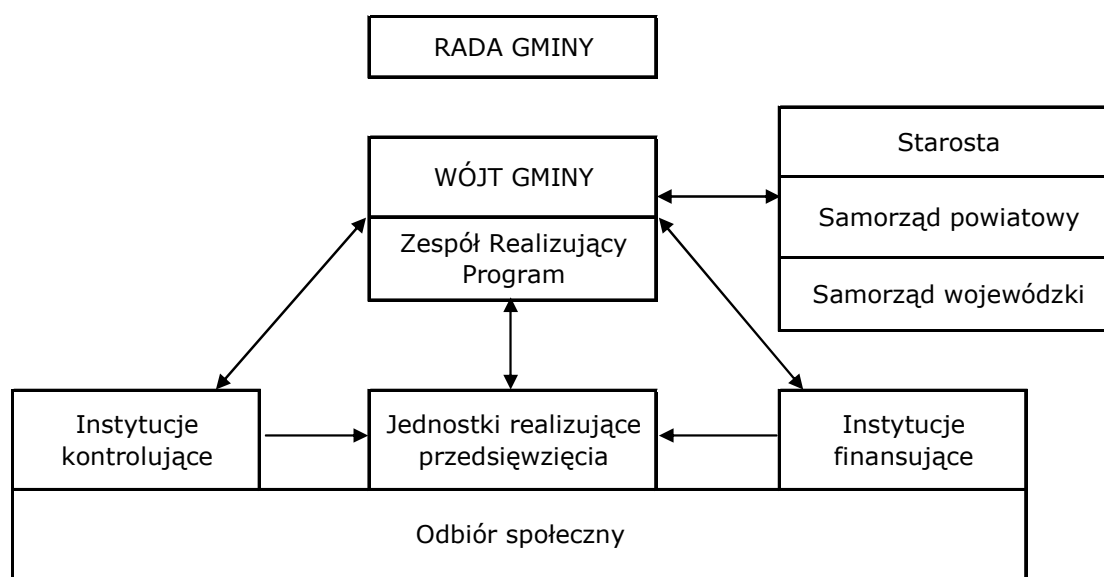 RADA GMINY
WÓJT GMINY
Zespół Realizujący
Program
Starosta
Samorząd powiatowy
Samorząd wojewódzki
Instytucje
kontrolujące
Jednostki realizujące
przedsięwzięcia
Instytucje
finansujące
Odbiór społeczny